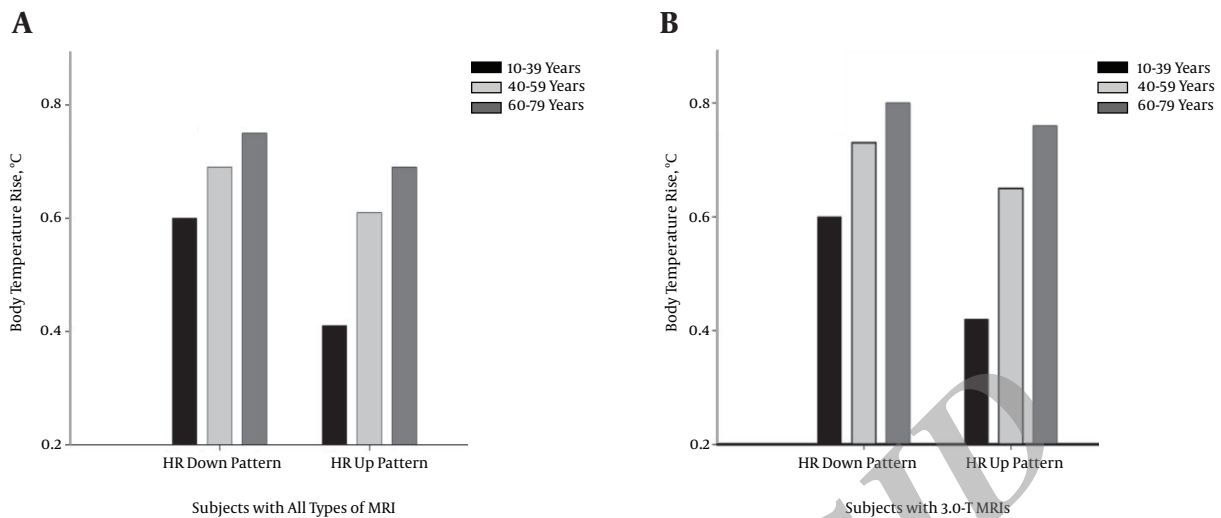 A
10-39 Years
40-59 Years
60-79 Years
0.8
0.6
0.4
0.2
Body Temperature Rise, °C
HR Down Pattern
HR Up Pattern
Subjects with All Types of MRI
B
10-39 Years
40-59 Years
60-79 Years
0.8
0.6
0.4
0.2
Body Temperature Rise, °C
HR Down Pattern
HR Up Pattern
Subjects with 3.0-T MRIs